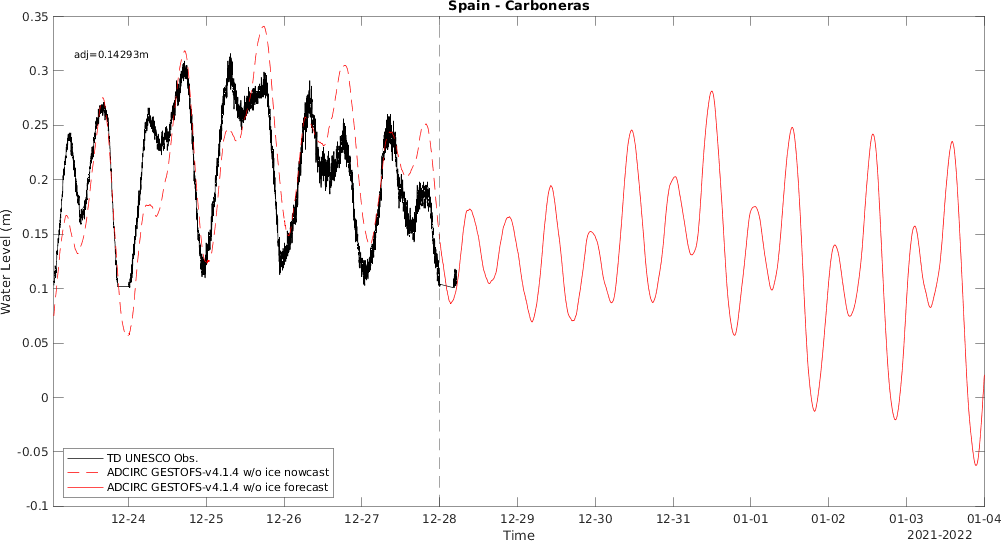 Spain - Carboneras
0.35
adj=0.14293m
0.3
0.25
0.2
0.15
0.1
0.05
0
-0.05
-0.1
Water Level (m)
TD UNESCO Obs.
ADCIRC GESTOFS-v4.1.4 w/o ice nowcast
ADCIRC GESTOFS-v4.1.4 w/o ice forecast
12-24 12-25 12-26 12-27 12-28 12-29 12-30 12-31 01-01 01-02 01-03 01-04
Time
2021-2022